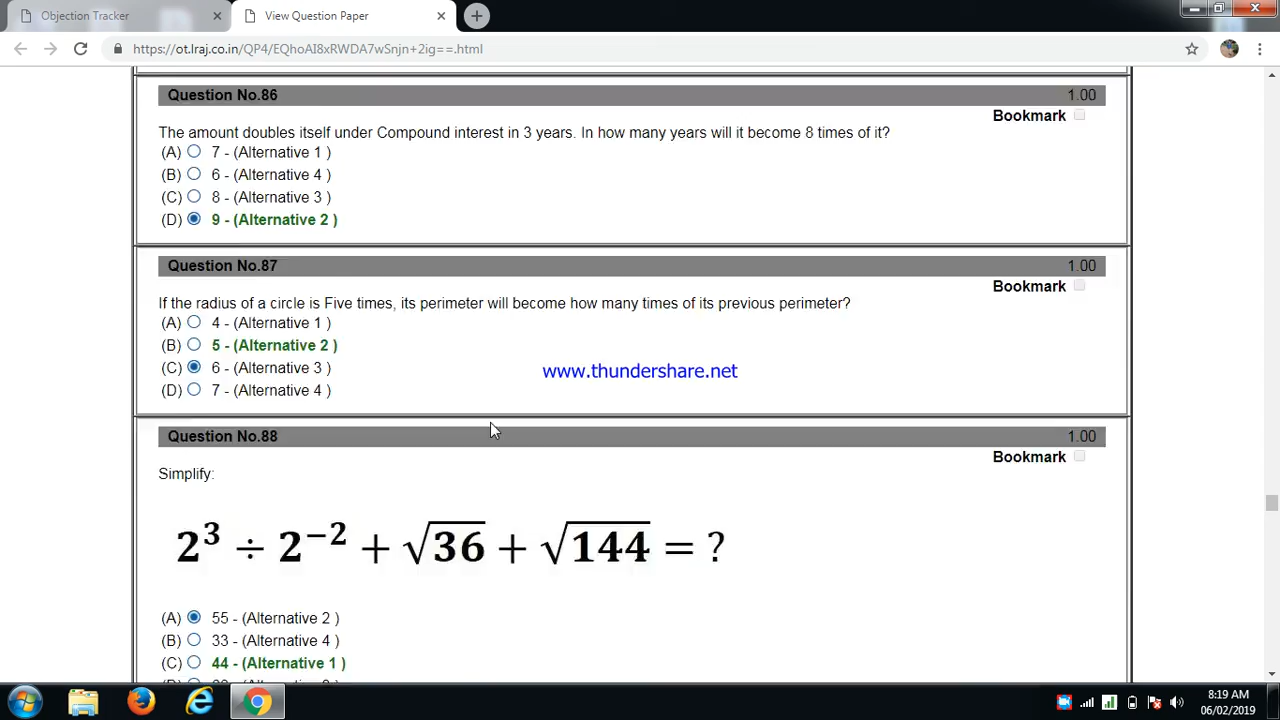 Objection Tracker
View Question Paper
https://ot.lraj.co.in/QP4/EQhoAI8xRWDA7wSnjn+2ig==.html
Question No.86 1.00
Bookmark
The amount doubles itself under Compound interest in 3 years. In how many years will it become 8 times of it?
(A) 7 - (Alternative 1 )
(B) 6 - (Alternative 4 )
(C) 8 - (Alternative 3 )
(D) 9 - (Alternative 2 )
Question No.87 1.00
Bookmark
If the radius of a circle is Five times, its perimeter will become how many times of its previous perimeter?
(A) 4 - (Alternative 1 )
(B) 5 - (Alternative 2 )
(C) 6 - (Alternative 3 )
(D) 7 - (Alternative 4 )
www.thundershare.net
Question No.88 1.00
Bookmark
Simplify:
2³ ÷ 2⁻² + √36 + √144 = ?
(A) 55 - (Alternative 2 )
(B) 33 - (Alternative 4 )
(C) 44 - (Alternative 1 )
8:19 AM
06/02/2019